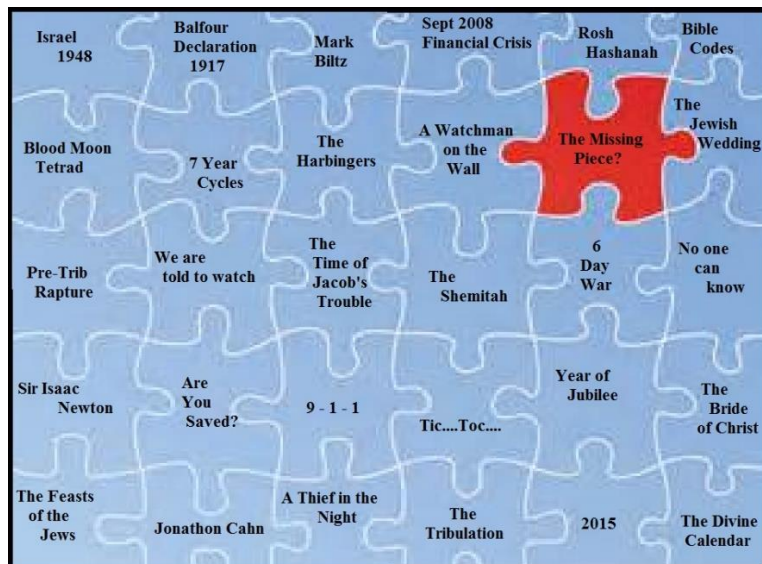 Israel
1948
Balfour
Declaration
1917
Mark
Biltz
Sept 2008
Financial Crisis
Rosh
Hashanah
Bible
Codes
Blood Moon
Tetrad
7 Year
Cycles
The
Harbingers
A Watchman
on the
Wall
The Missing
Piece?
The
Jewish
Wedding
Pre-Trib
Rapture
We are
told to watch
The
Time of
Jacob's
Trouble
The
Shemitah
6
Day
War
No one
can
know
Sir Isaac
Newton
Are
You
Saved?
9 - 1 - 1
Tic....Toc....
Year of
Jubilee
The
Bride
of Christ
The Feasts
of the
Jews
Jonathon Cahn
A Thief in the
Night
The
Tribulation
2015
The Divine
Calendar